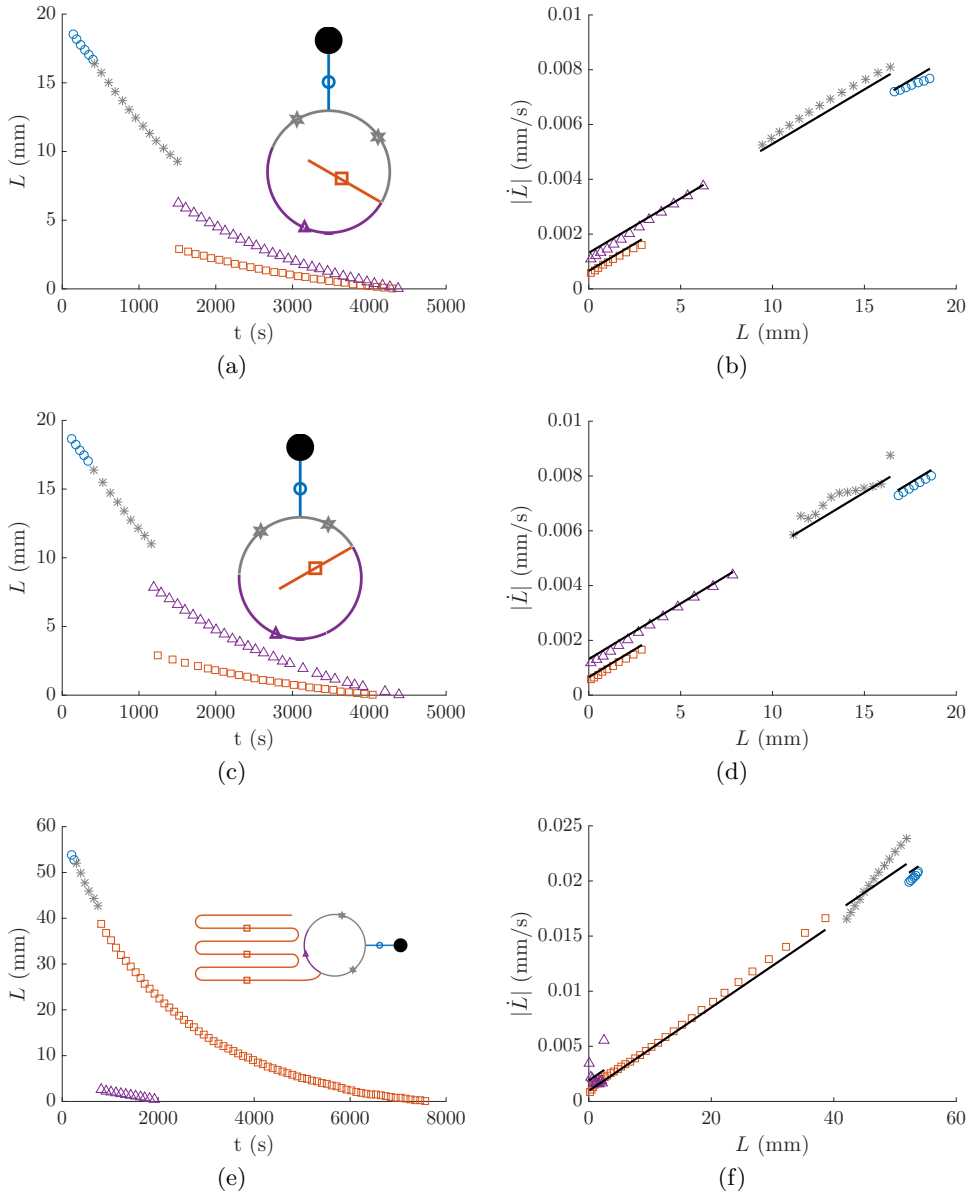 20
15
10
5
0
L (mm)
0 1000 2000 3000 4000 5000
t (s)
(a)
0.01
0.008
0.006
0.004
0.002
0
|L̇| (mm/s)
0 5 10 15 20
L (mm)
(b)
20
15
10
5
0
L (mm)
0 1000 2000 3000 4000 5000
t (s)
(c)
0.01
0.008
0.006
0.004
0.002
0
|L̇| (mm/s)
0 5 10 15 20
L (mm)
(d)
60
50
40
30
20
10
0
L (mm)
0 2000 4000 6000 8000
t (s)
(e)
0.025
0.02
0.015
0.01
0.005
0
|L̇| (mm/s)
0 20 40 60
L (mm)
(f)